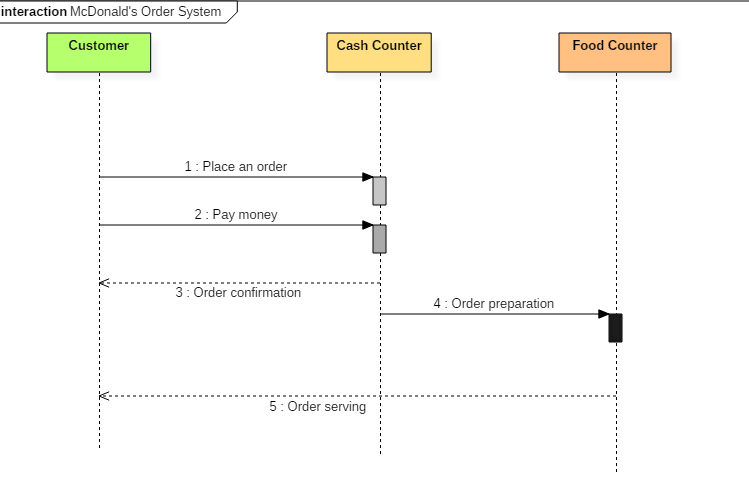 interaction McDonald's Order System
Customer
Cash Counter
Food Counter
1 : Place an order
2 : Pay money
3 : Order confirmation
4 : Order preparation
5 : Order serving